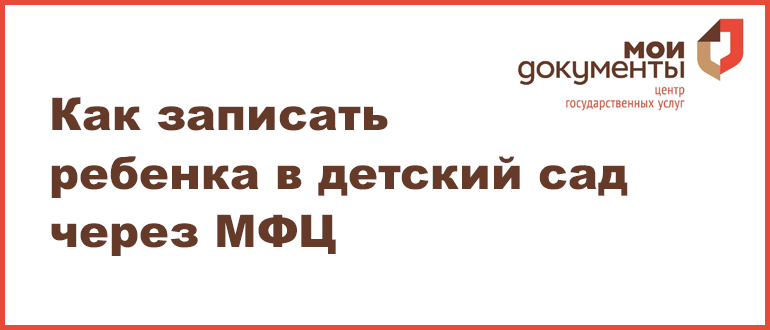 мои
документы
центр
государственных услуг
Как записать
ребенка в детский сад
через МФЦ